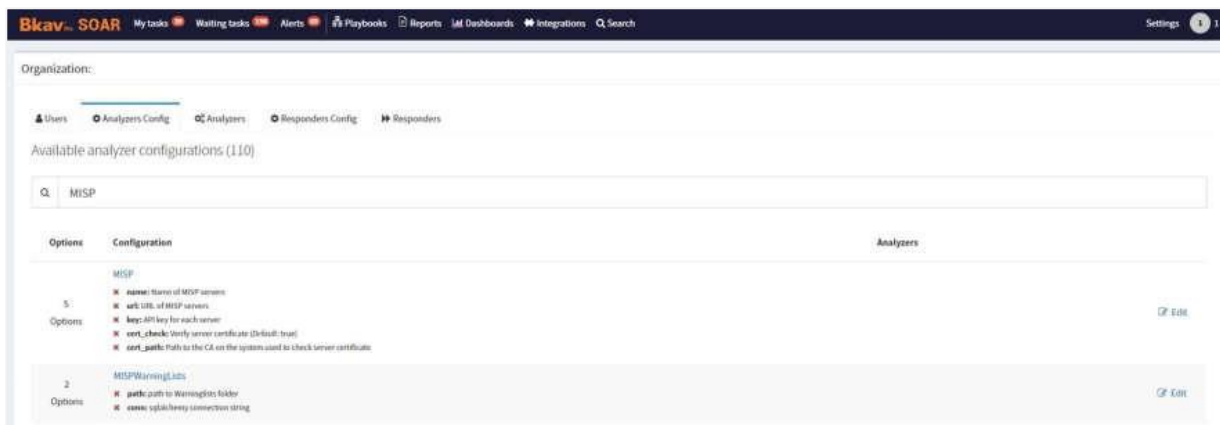 Bkav SOAR My tasks Waiting tasks Alerts Playbooks Reports Dashboards Integrations Search Settings 1 1
Organization:
Users Analyzers Config Analyzers Responders Config Responders
Available analyzer configurations (110)
MISP
Options Configuration Analyzers
MISP
name: Name of MISP servers
url: URL of MISP servers
5 key: API key for each server Edit
Options cert_check: Verify server certificate (Default: true)
cert_path: Path to the CA on the system used to check server certificate
MISPWarningLists
2 path: path to Warninglists folder Edit
Options conn: sqlalchemy connection string